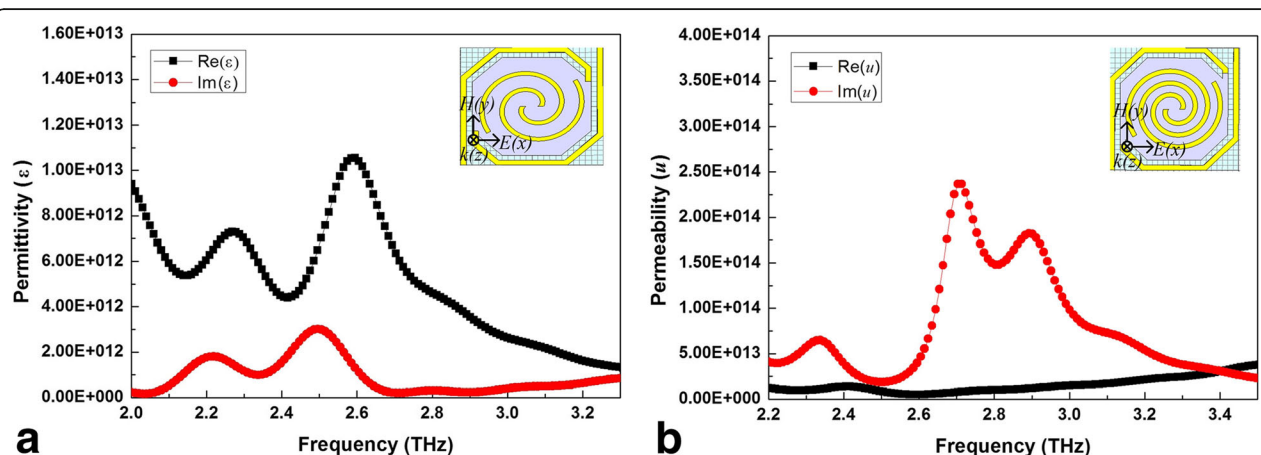 1.60E+013
1.40E+013
1.20E+013
1.00E+013
8.00E+012
6.00E+012
4.00E+012
2.00E+012
0.00E+000
Permittivity (ε)
Re(ε)
Im(ε)
H(y)
E(x)
k(z)
2.0 2.2 2.4 2.6 2.8 3.0 3.2
Frequency (THz)
a
4.00E+014
3.50E+014
3.00E+014
2.50E+014
2.00E+014
1.50E+014
1.00E+014
5.00E+013
0.00E+000
Permeability (u)
Re(u)
Im(u)
H(y)
E(x)
k(z)
2.2 2.4 2.6 2.8 3.0 3.2 3.4
Frequency (THz)
b